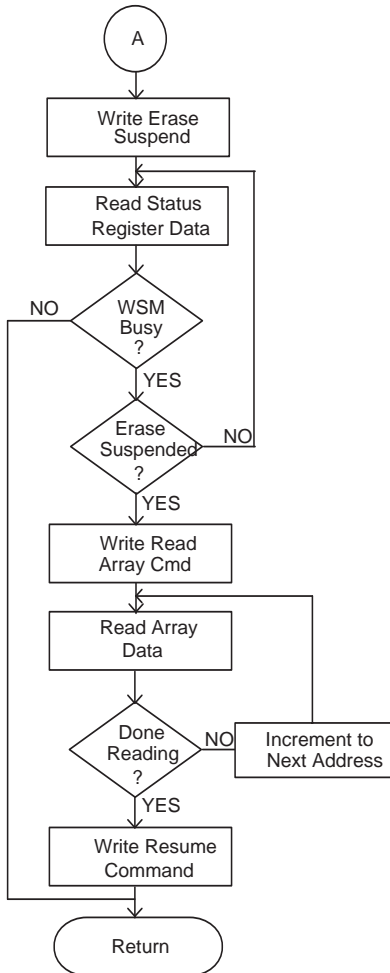 A
Write Erase
Suspend
Read Status
Register Data
NO
WSM
Busy
?
YES
Erase
Suspended
?
NO
YES
Write Read
Array Cmd
Read Array
Data
Done
Reading
?
NO
Increment to
Next Address
YES
Write Resume
Command
Return